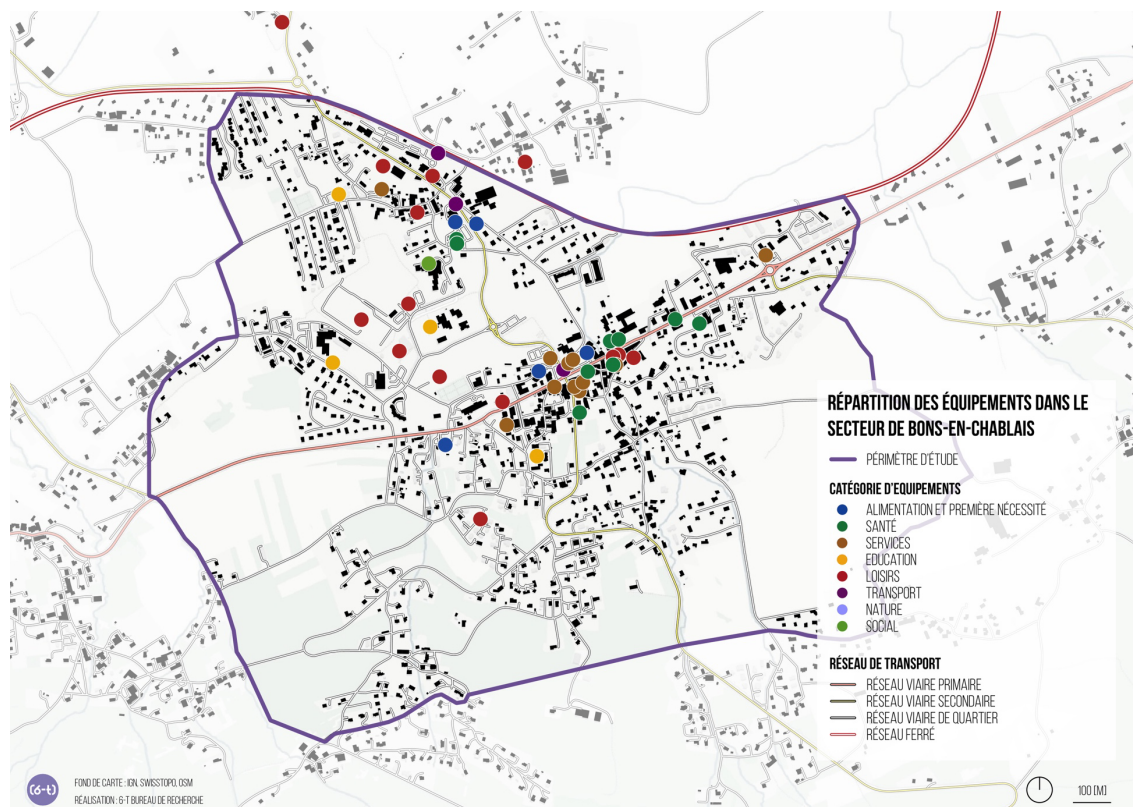 RÉPARTITION DES ÉQUIPEMENTS DANS LE
SECTEUR DE BONS-EN-CHABLAIS
PÉRIMÈTRE D'ÉTUDE
CATÉGORIE D'EQUIPEMENTS
ALIMENTATION ET PREMIÈRE NÉCESSITÉ
SANTÉ
SERVICES
EDUCATION
LOISIRS
TRANSPORT
NATURE
SOCIAL
RÉSEAU DE TRANSPORT
RÉSEAU VIAIRE PRIMAIRE
RÉSEAU VIAIRE SECONDAIRE
RÉSEAU VIAIRE DE QUARTIER
RÉSEAU FERRÉ
(6-t)
FOND DE CARTE : IGN, SWISSTOPO, OSM
RÉALISATION : 6-T BUREAU DE RECHERCHE
100 [M]